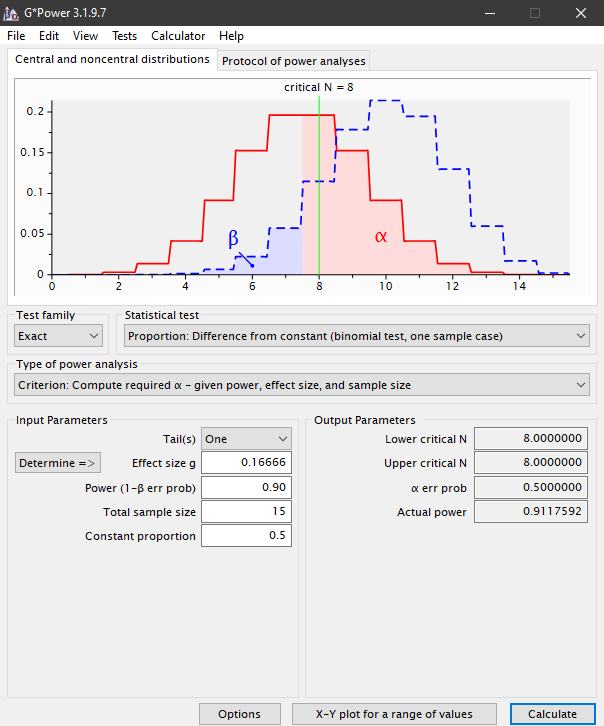 G*Power 3.1.9.7
File Edit View Tests Calculator Help
Central and noncentral distributions Protocol of power analyses
critical N = 8
0.2
0.15
0.1
0.05
0
β
α
0 2 4 6 8 10 12 14
Test family
Exact
Statistical test
Proportion: Difference from constant (binomial test, one sample case)
Type of power analysis
Criterion: Compute required α - given power, effect size, and sample size
Input Parameters
Tail(s) One
Determine => Effect size g 0.16666
Power (1-β err prob) 0.90
Total sample size 15
Constant proportion 0.5
Output Parameters
Lower critical N 8.0000000
Upper critical N 8.0000000
α err prob 0.5000000
Actual power 0.9117592
Options X-Y plot for a range of values Calculate